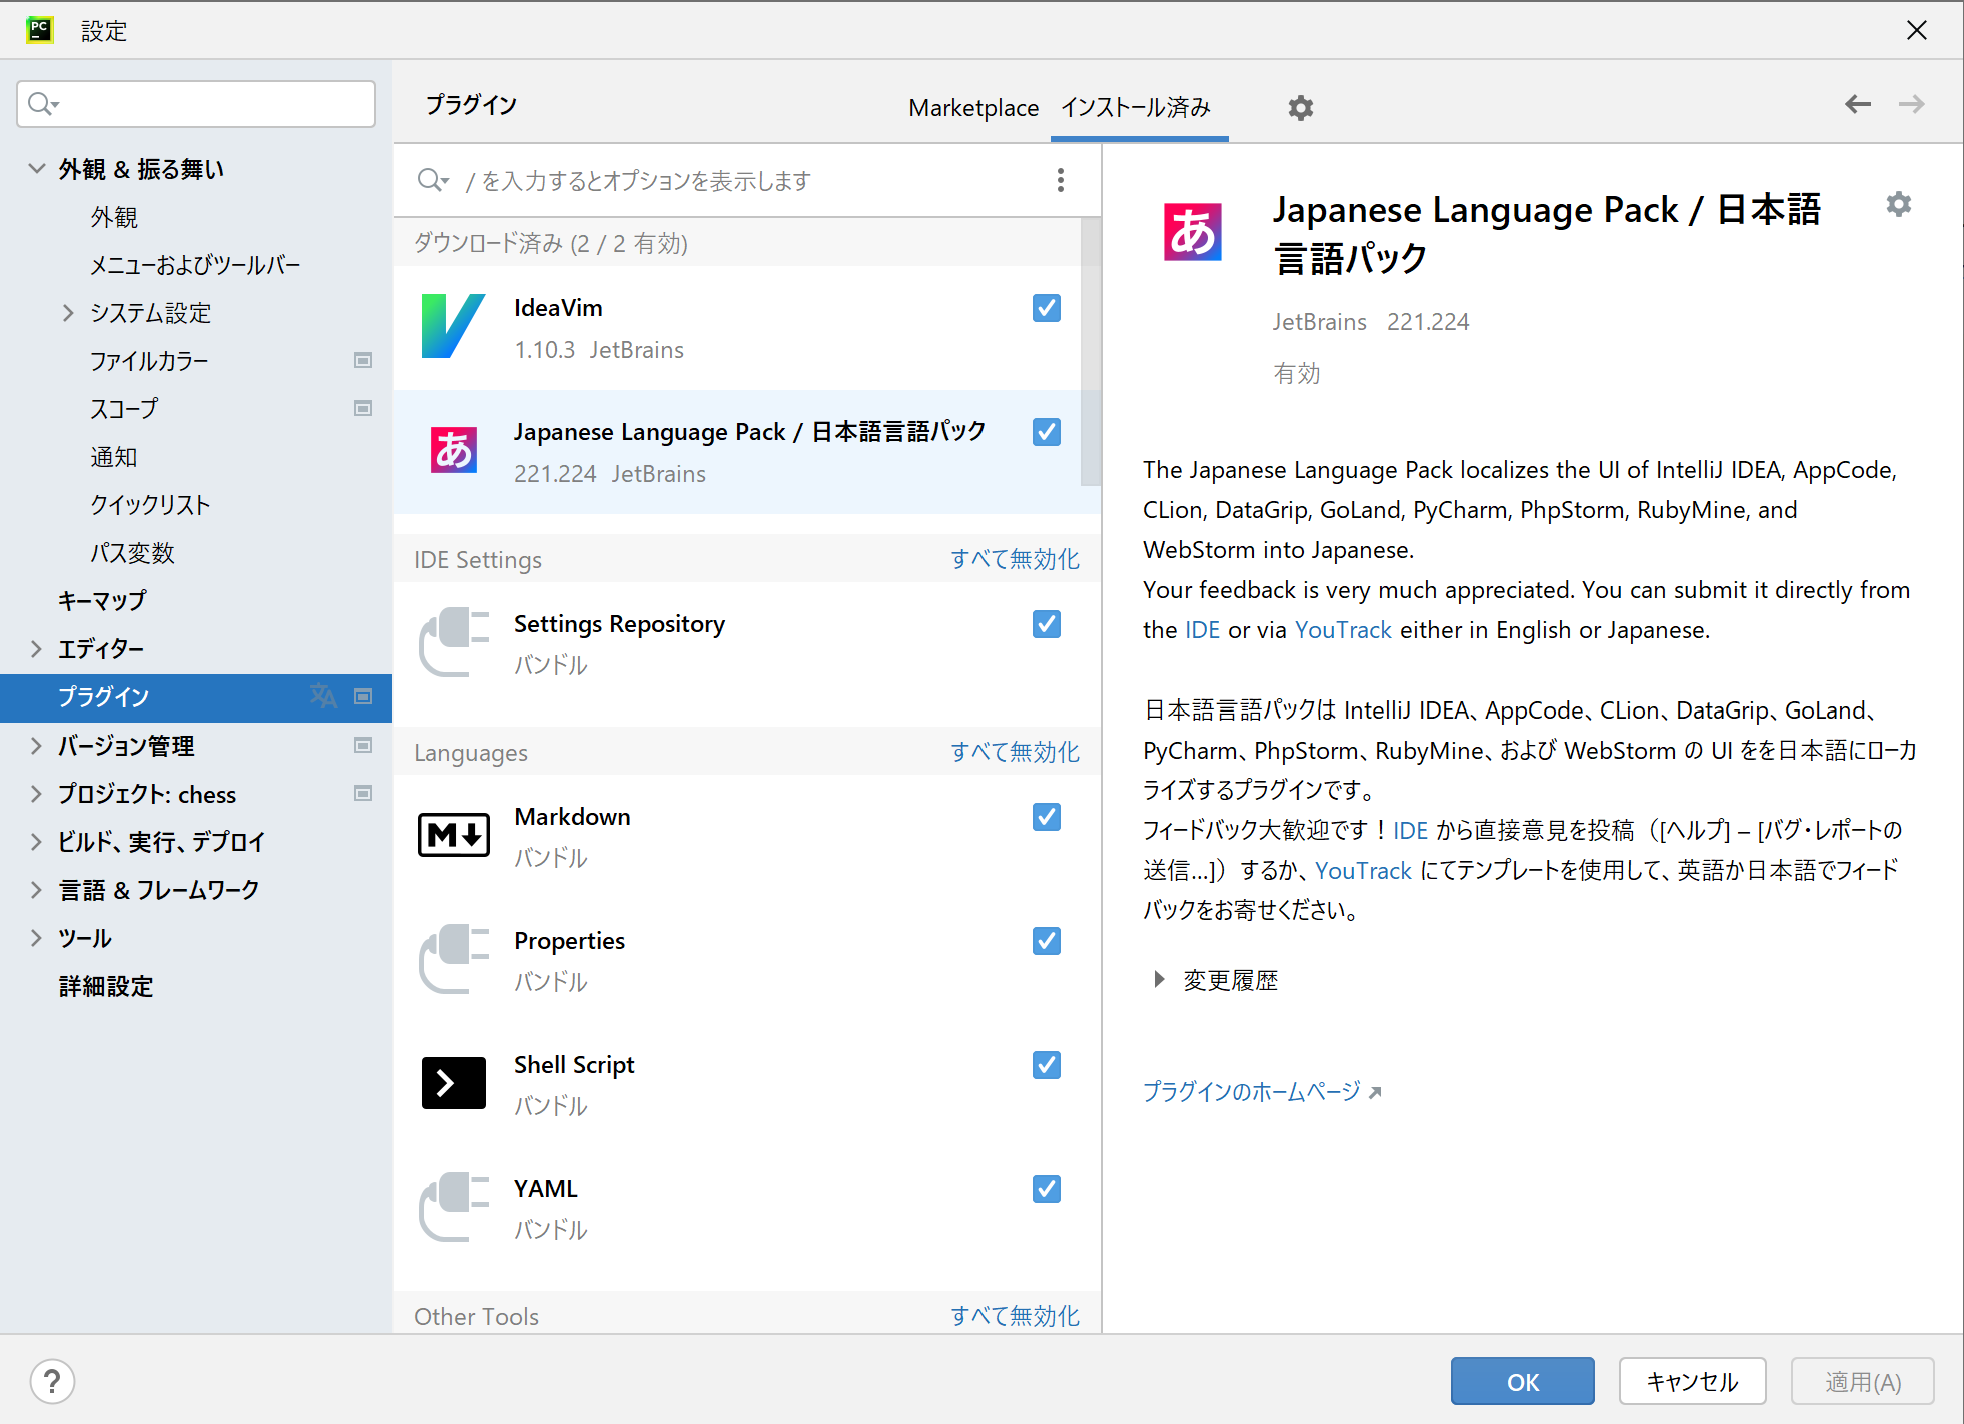 設定
外観 & 振る舞い
外観
メニューおよびツールバー
システム設定
ファイルカラー
スコープ
通知
クイックリスト
パス変数
キーマップ
エディター
プラグイン
バージョン管理
プロジェクト: chess
ビルド、実行、デプロイ
言語 & フレームワーク
ツール
詳細設定
プラグイン
Marketplace インストール済み
/ を入力するとオプションを表示します
ダウンロード済み (2 / 2 有効)
IdeaVim
1.10.3 JetBrains
Japanese Language Pack / 日本語言語パック
221.224 JetBrains
IDE Settings すべて無効化
Settings Repository
バンドル
Languages すべて無効化
Markdown
バンドル
Properties
バンドル
Shell Script
バンドル
YAML
バンドル
Other Tools すべて無効化
Japanese Language Pack / 日本語
言語パック
JetBrains 221.224
有効
The Japanese Language Pack localizes the UI of IntelliJ IDEA, AppCode,
CLion, DataGrip, GoLand, PyCharm, PhpStorm, RubyMine, and
WebStorm into Japanese.
Your feedback is very much appreciated. You can submit it directly from
the IDE or via YouTrack either in English or Japanese.
日本語言語パックは IntelliJ IDEA、AppCode、CLion、DataGrip、GoLand、
PyCharm、PhpStorm、RubyMine、および WebStorm の UI をを日本語にローカ
ライズするプラグインです。
フィードバック大歓迎です！IDE から直接意見を投稿（[ヘルプ] – [バグ・レポートの
送信...]）するか、YouTrack にてテンプレートを使用して、英語か日本語でフィード
バックをお寄せください。
変更履歴
プラグインのホームページ
?
OK キャンセル 適用(A)